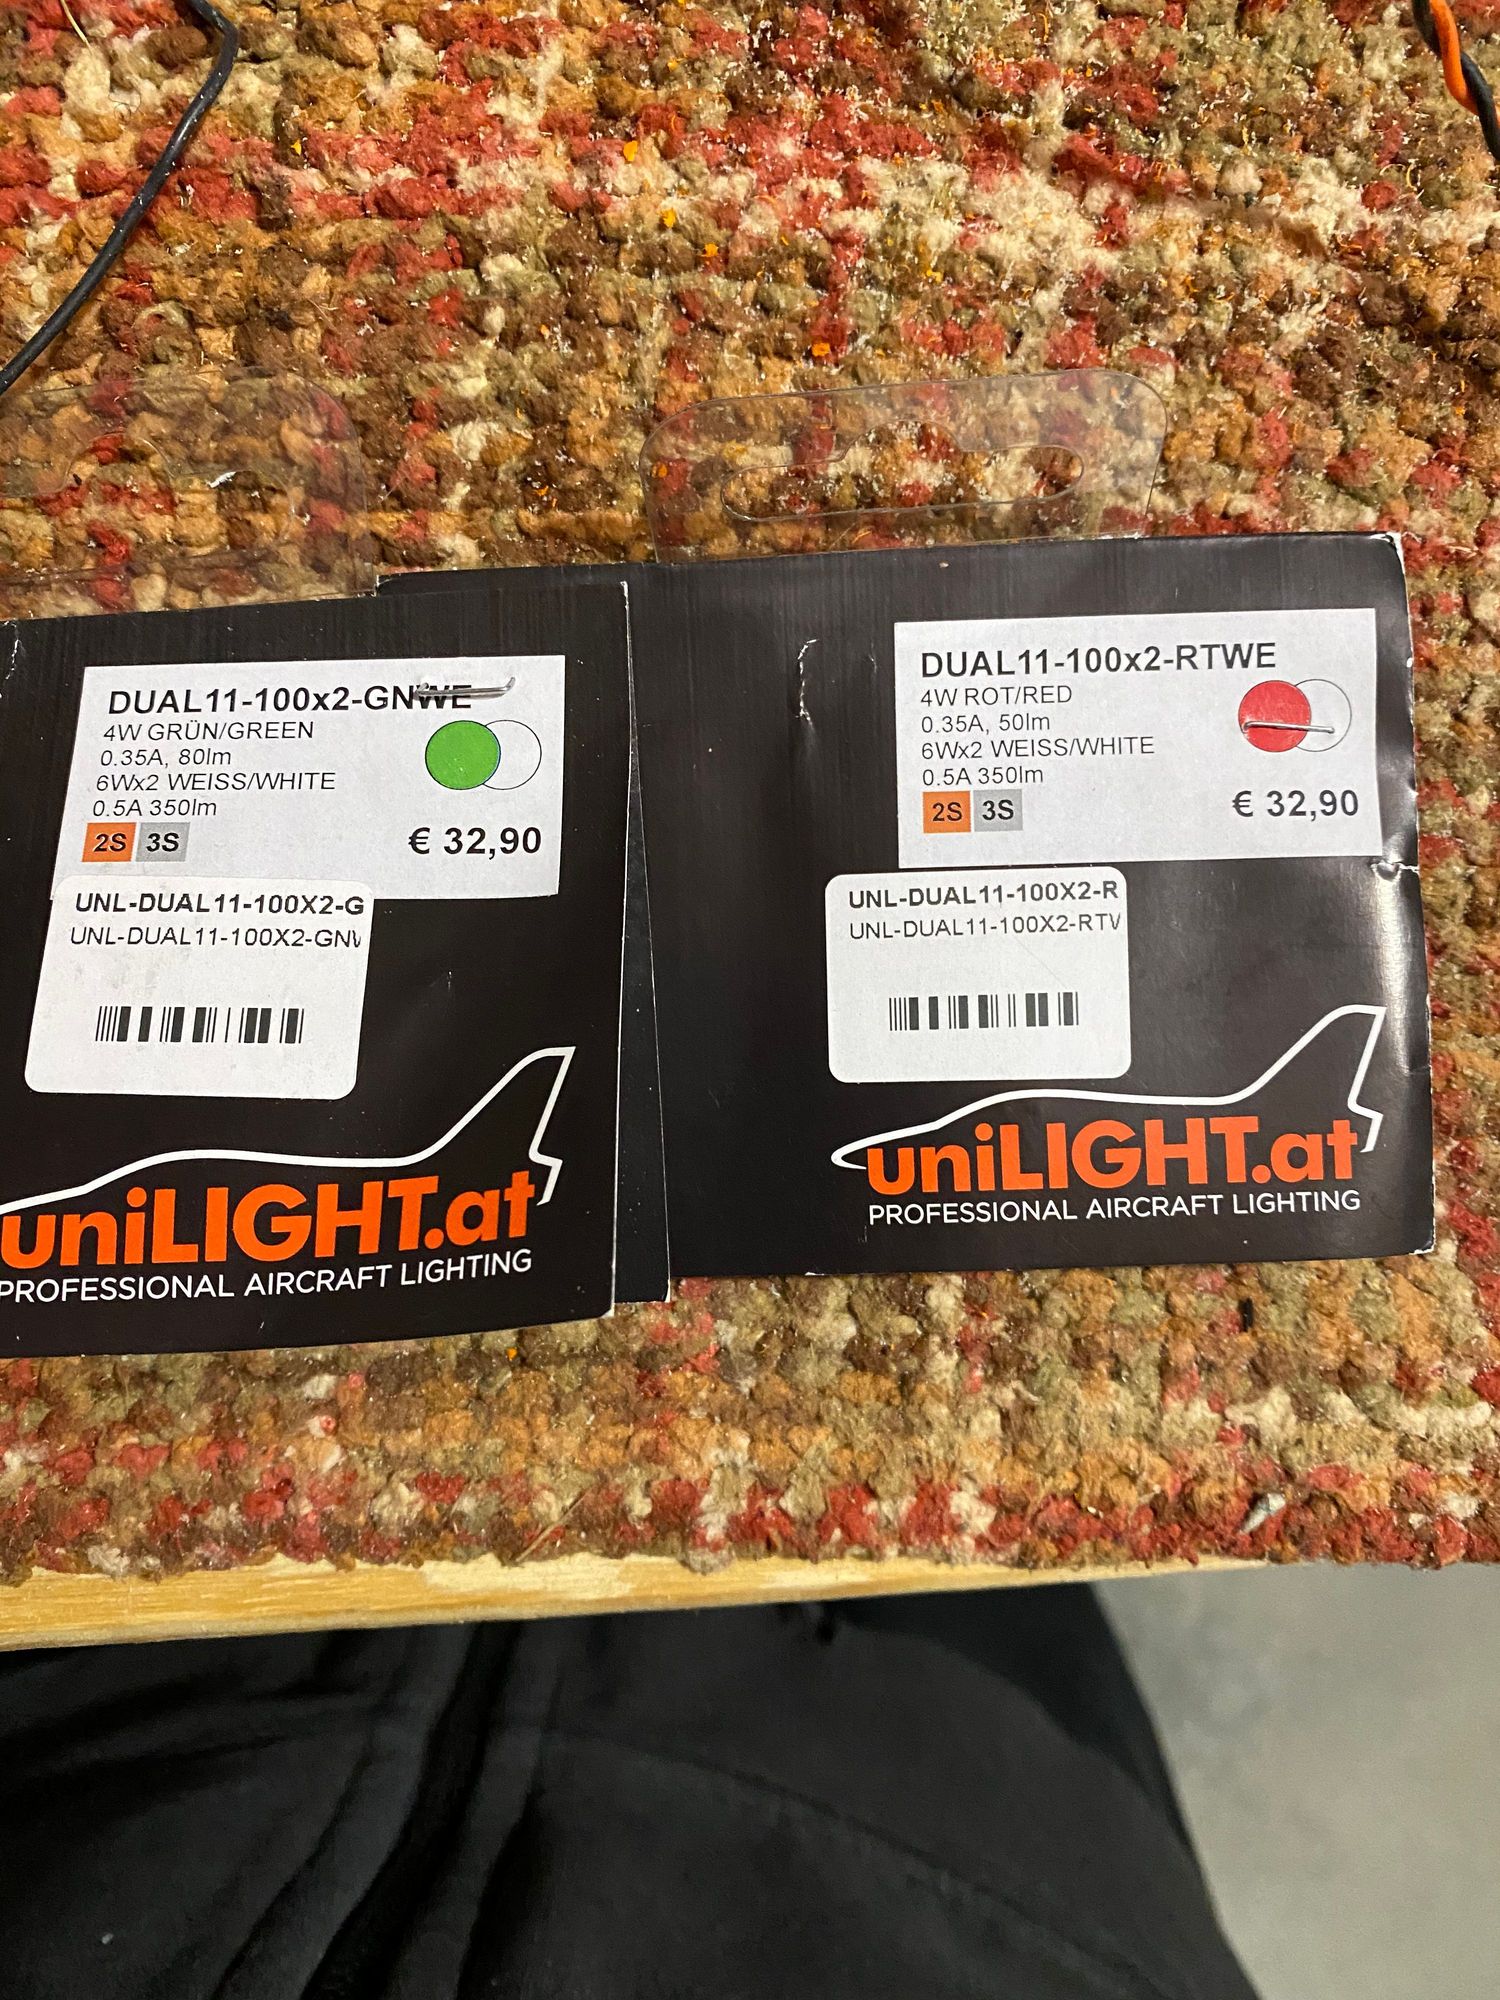 DUAL11-100x2-GNWE
4W GRÜN/GREEN
0.35A, 80lm
6Wx2 WEISS/WHITE
0.5A 350lm
2S 3S
€ 32,90
UNL-DUAL11-100X2-G
UNL-DUAL11-100X2-GN
uniLIGHT.at
PROFESSIONAL AIRCRAFT LIGHTING
DUAL11-100x2-RTWE
4W ROT/RED
0.35A, 50lm
6Wx2 WEISS/WHITE
0.5A 350lm
2S 3S
€ 32,90
UNL-DUAL11-100X2-R
UNL-DUAL11-100X2-RT
uniLIGHT.at
PROFESSIONAL AIRCRAFT LIGHTING